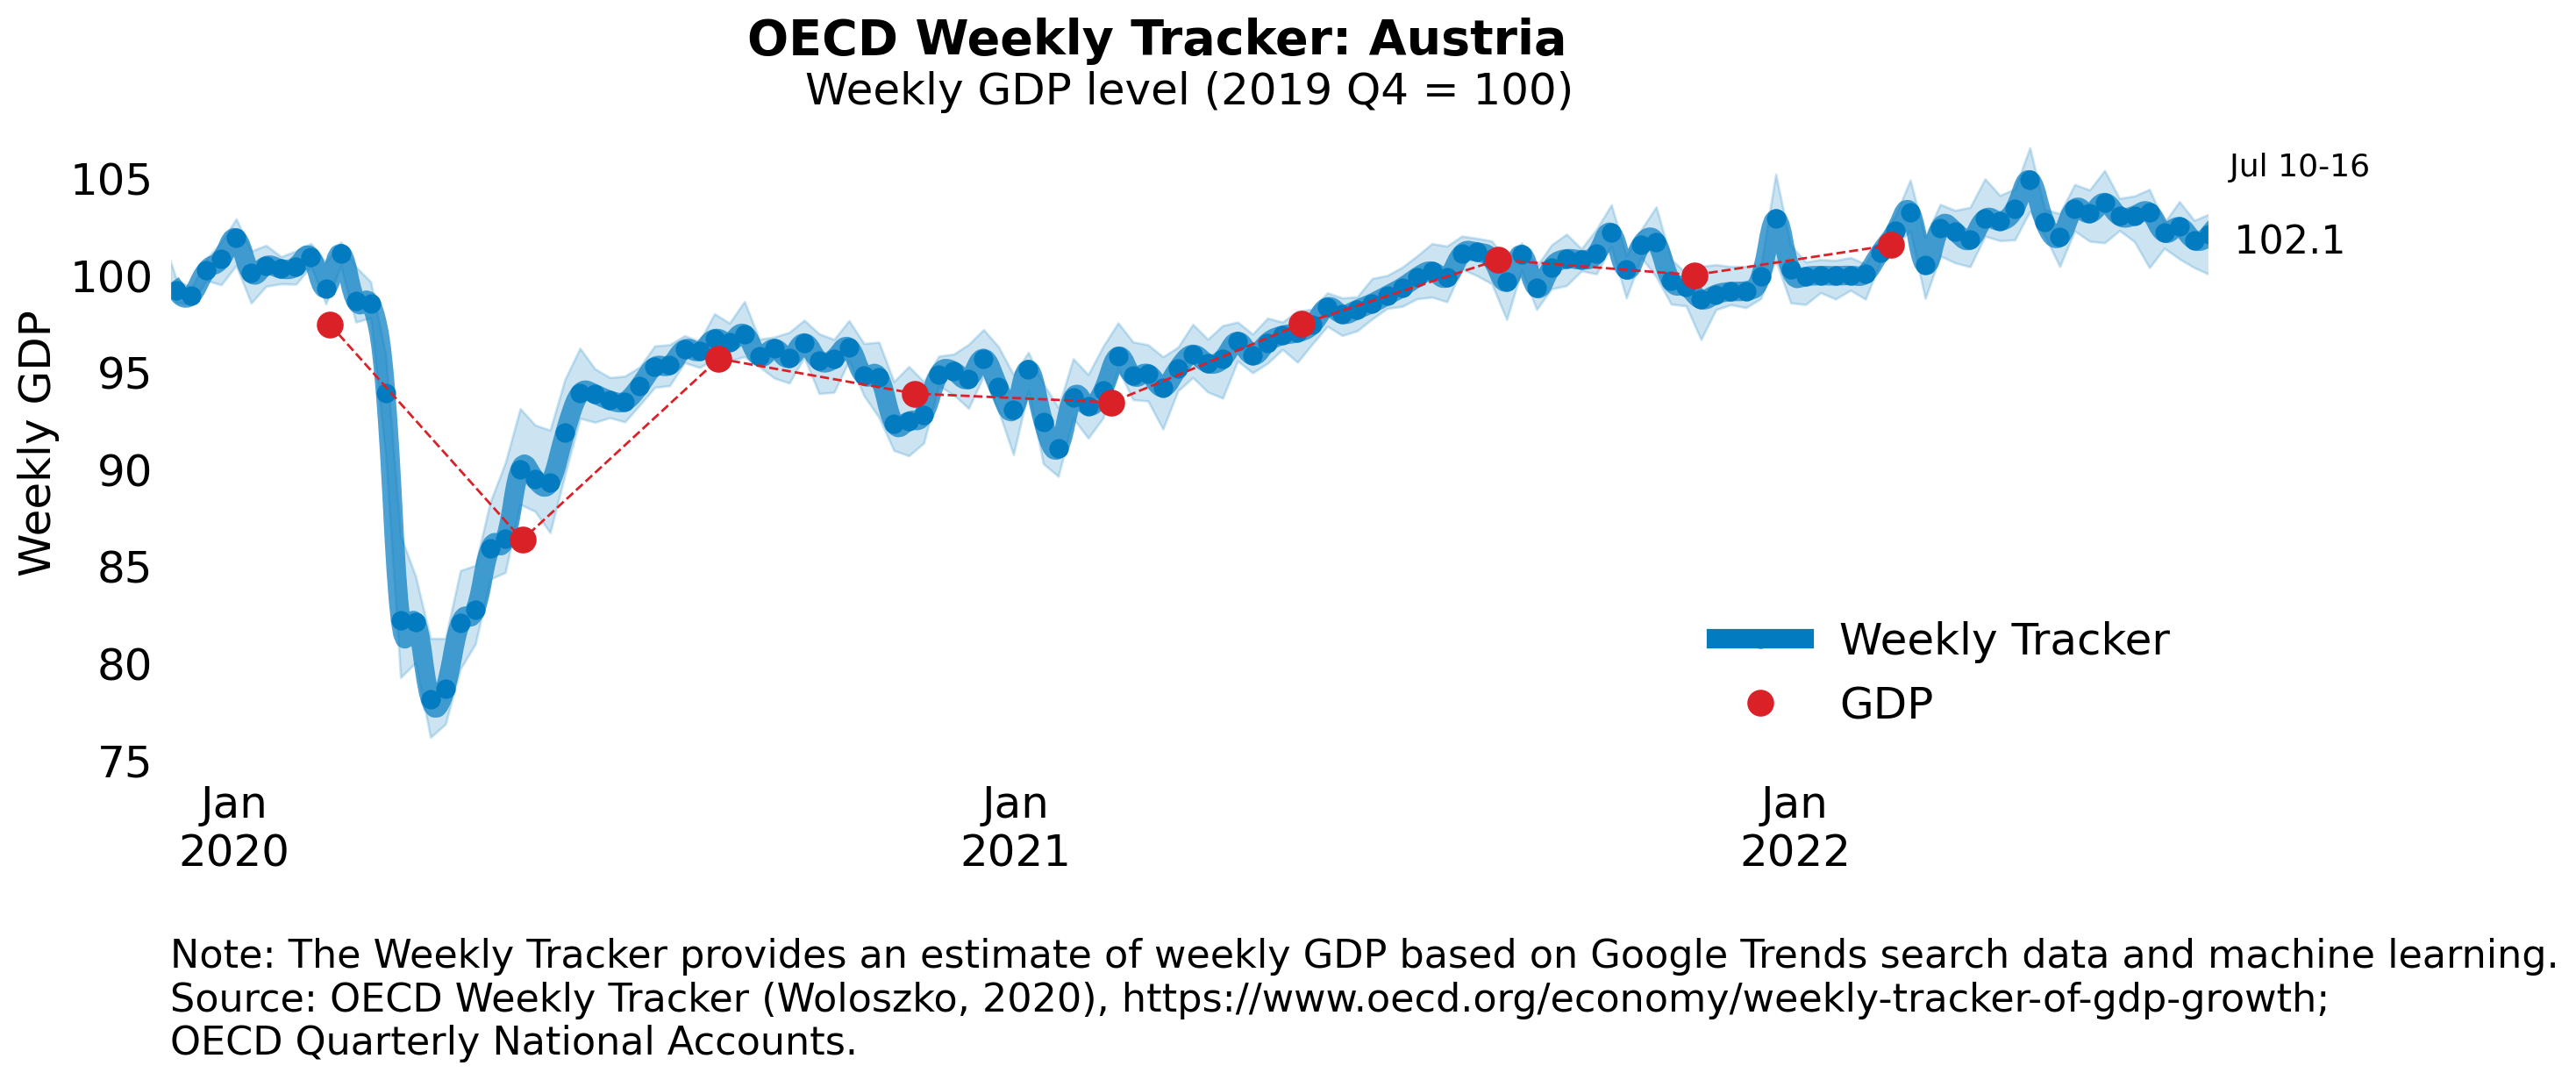 OECD Weekly Tracker: Austria
Weekly GDP level (2019 Q4 = 100)
Weekly GDP
105
100
95
90
85
80
75
Jul 10-16
102.1
Weekly Tracker
GDP
Jan
2020
Jan
2021
Jan
2022
Note: The Weekly Tracker provides an estimate of weekly GDP based on Google Trends search data and machine learning.
Source: OECD Weekly Tracker (Woloszko, 2020), https://www.oecd.org/economy/weekly-tracker-of-gdp-growth;
OECD Quarterly National Accounts.